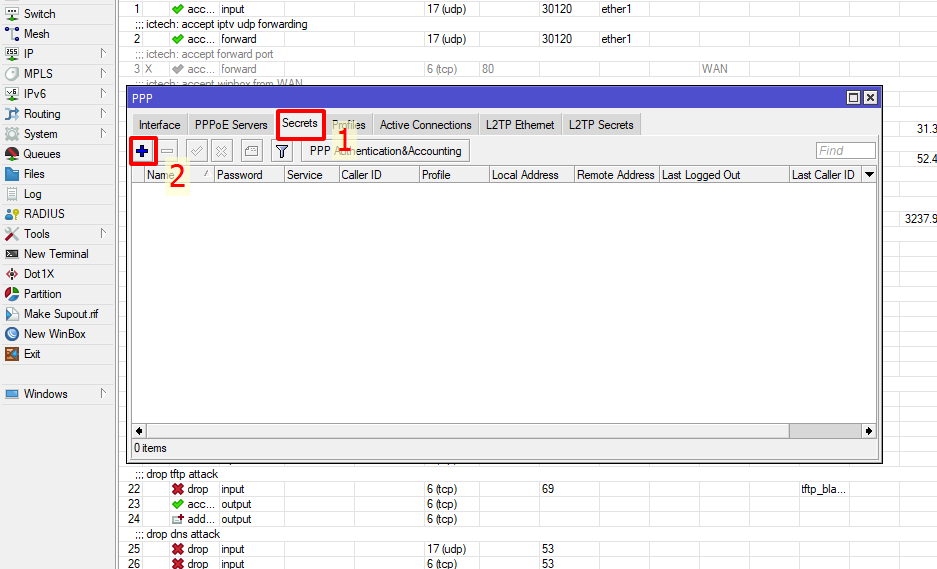 Switch
Mesh
IP
MPLS
IPv6
Routing
System
Queues
Files
Log
RADIUS
Tools
New Terminal
Dot1X
Partition
Make Supout.rif
New WinBox
Exit
Windows
1 acc... input 17 (udp) 30120 ether1
;;; ictech: accept iptv udp forwarding
2 acc... forward 17 (udp) 30120 ether1
;;; ictech: accept forward port
3 X acc... forward 6 (tcp) 80 WAN
;;; ictech: accept winbox from WAN
PPP
Interface PPPoE Servers Secrets Profiles Active Connections L2TP Ethernet L2TP Secrets
1
PPP Authentication&Accounting Find
2
Name Password Service Caller ID Profile Local Address Remote Address Last Logged Out Last Caller ID
0 items
31.3
52.4
3237.9
;;; drop tftp attack
22 drop input 6 (tcp) 69 tftp_bla...
23 acc... output 6 (tcp)
24 add... output 6 (tcp)
;;; drop dns attack
25 drop input 17 (udp) 53
26 drop input 6 (tcp) 53